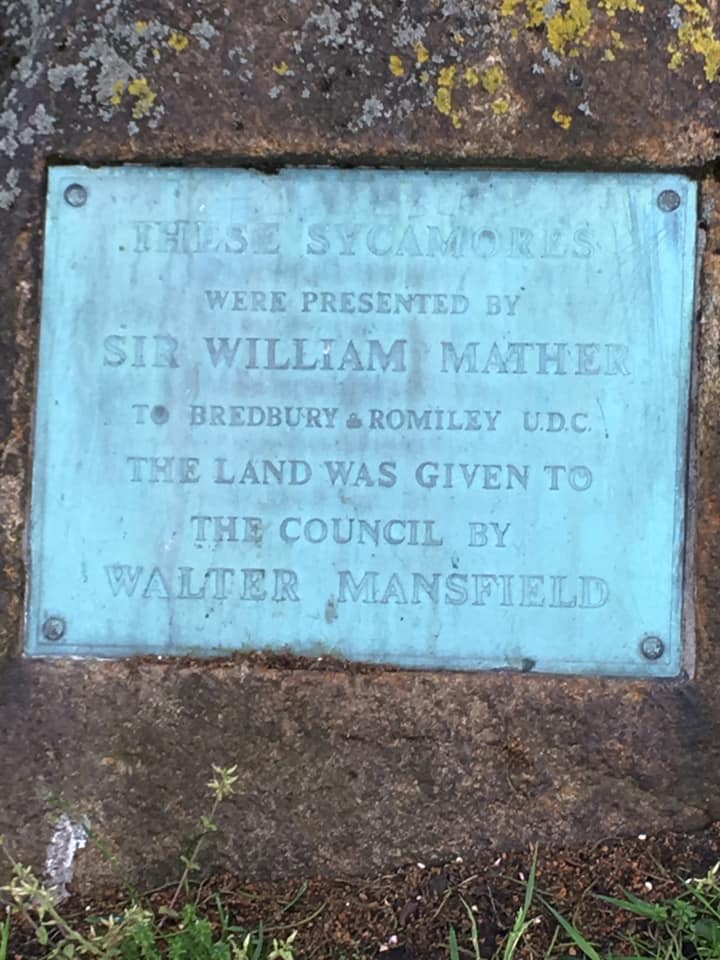 THESE SYCAMORES
WERE PRESENTED BY
SIR WILLIAM MATHER
TO BREDBURY & ROMILEY U.D.C.
THE LAND WAS GIVEN TO
THE COUNCIL BY
WALTER MANSFIELD